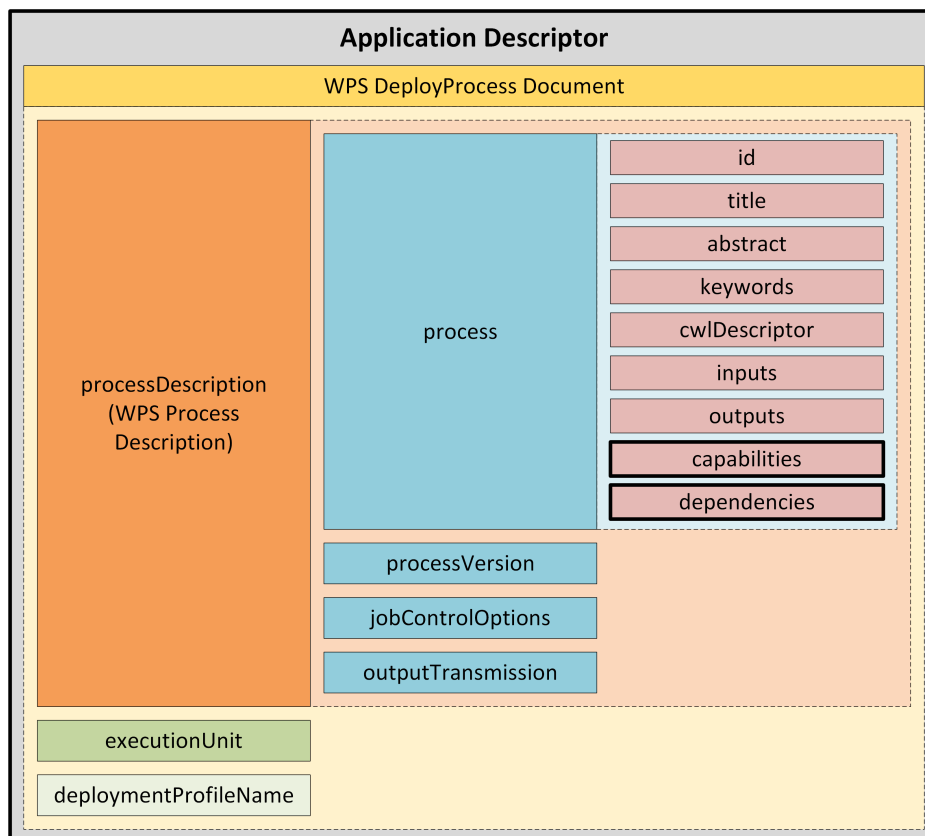 Application Descriptor
WPS DeployProcess Document
processDescription
(WPS Process
Description)
process
id
title
abstract
keywords
cwlDescriptor
inputs
outputs
capabilities
dependencies
processVersion
jobControlOptions
outputTransmission
executionUnit
deploymentProfileName